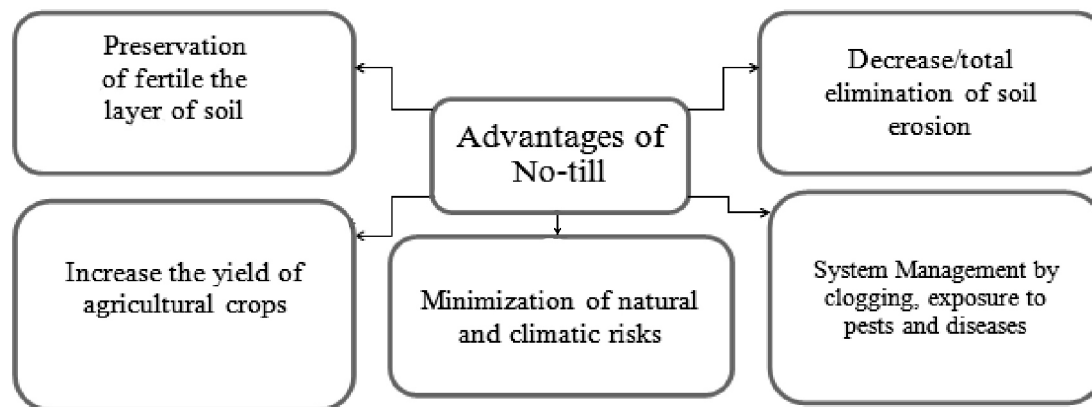 Preservation
of fertile the
layer of soil
Decrease/total
elimination of soil
erosion
Advantages of
No-till
Increase the yield of
agricultural crops
Minimization of natural
and climatic risks
System Management by
clogging, exposure to
pests and diseases